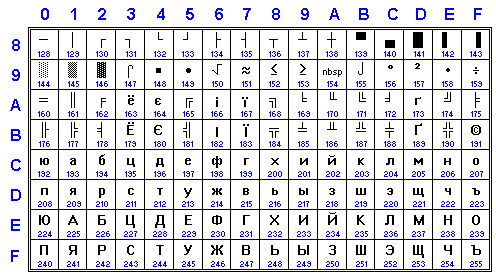 0 1 2 3 4 5 6 7 8 9 A B C D E F
8 ─ │ ┌ ┐ └ ┘ ├ ┤ ┬ ┴ ┼ ▀ ▄ █ ▌ ▐
128 129 130 131 132 133 134 135 136 137 138 139 140 141 142 143
9 ░ ▒ ▓ ⌠ ■ ∙ √ ≈ ≤ ≥ nbsp ⌡ ° ² · ÷
144 145 146 147 148 149 150 151 152 153 154 155 156 157 158 159
A ═ ║ ╒ ё є ╔ і ї ╗ ╘ ╙ ╚ ╛ ґ ╝ ╞
160 161 162 163 164 165 166 167 168 169 170 171 172 173 174 175
B ╟ ╠ ╡ Ё Є ╣ І Ї ╦ ╧ ╨ ╩ ╪ Ґ ╬ ©
176 177 178 179 180 181 182 183 184 185 186 187 188 189 190 191
C ю а б ц д е ф г х и й к л м н о
192 193 194 195 196 197 198 199 200 201 202 203 204 205 206 207
D п я р с т у ж в ь ы з ш э щ ч ъ
208 209 210 211 212 213 214 215 216 217 218 219 220 221 222 223
E Ю А Б Ц Д Е Ф Г Х И Й К Л М Н О
224 225 226 227 228 229 230 231 232 233 234 235 236 237 238 239
F П Я Р С Т У Ж В Ь Ы З Ш Э Щ Ч Ъ
240 241 242 243 244 245 246 247 248 249 250 251 252 253 254 255